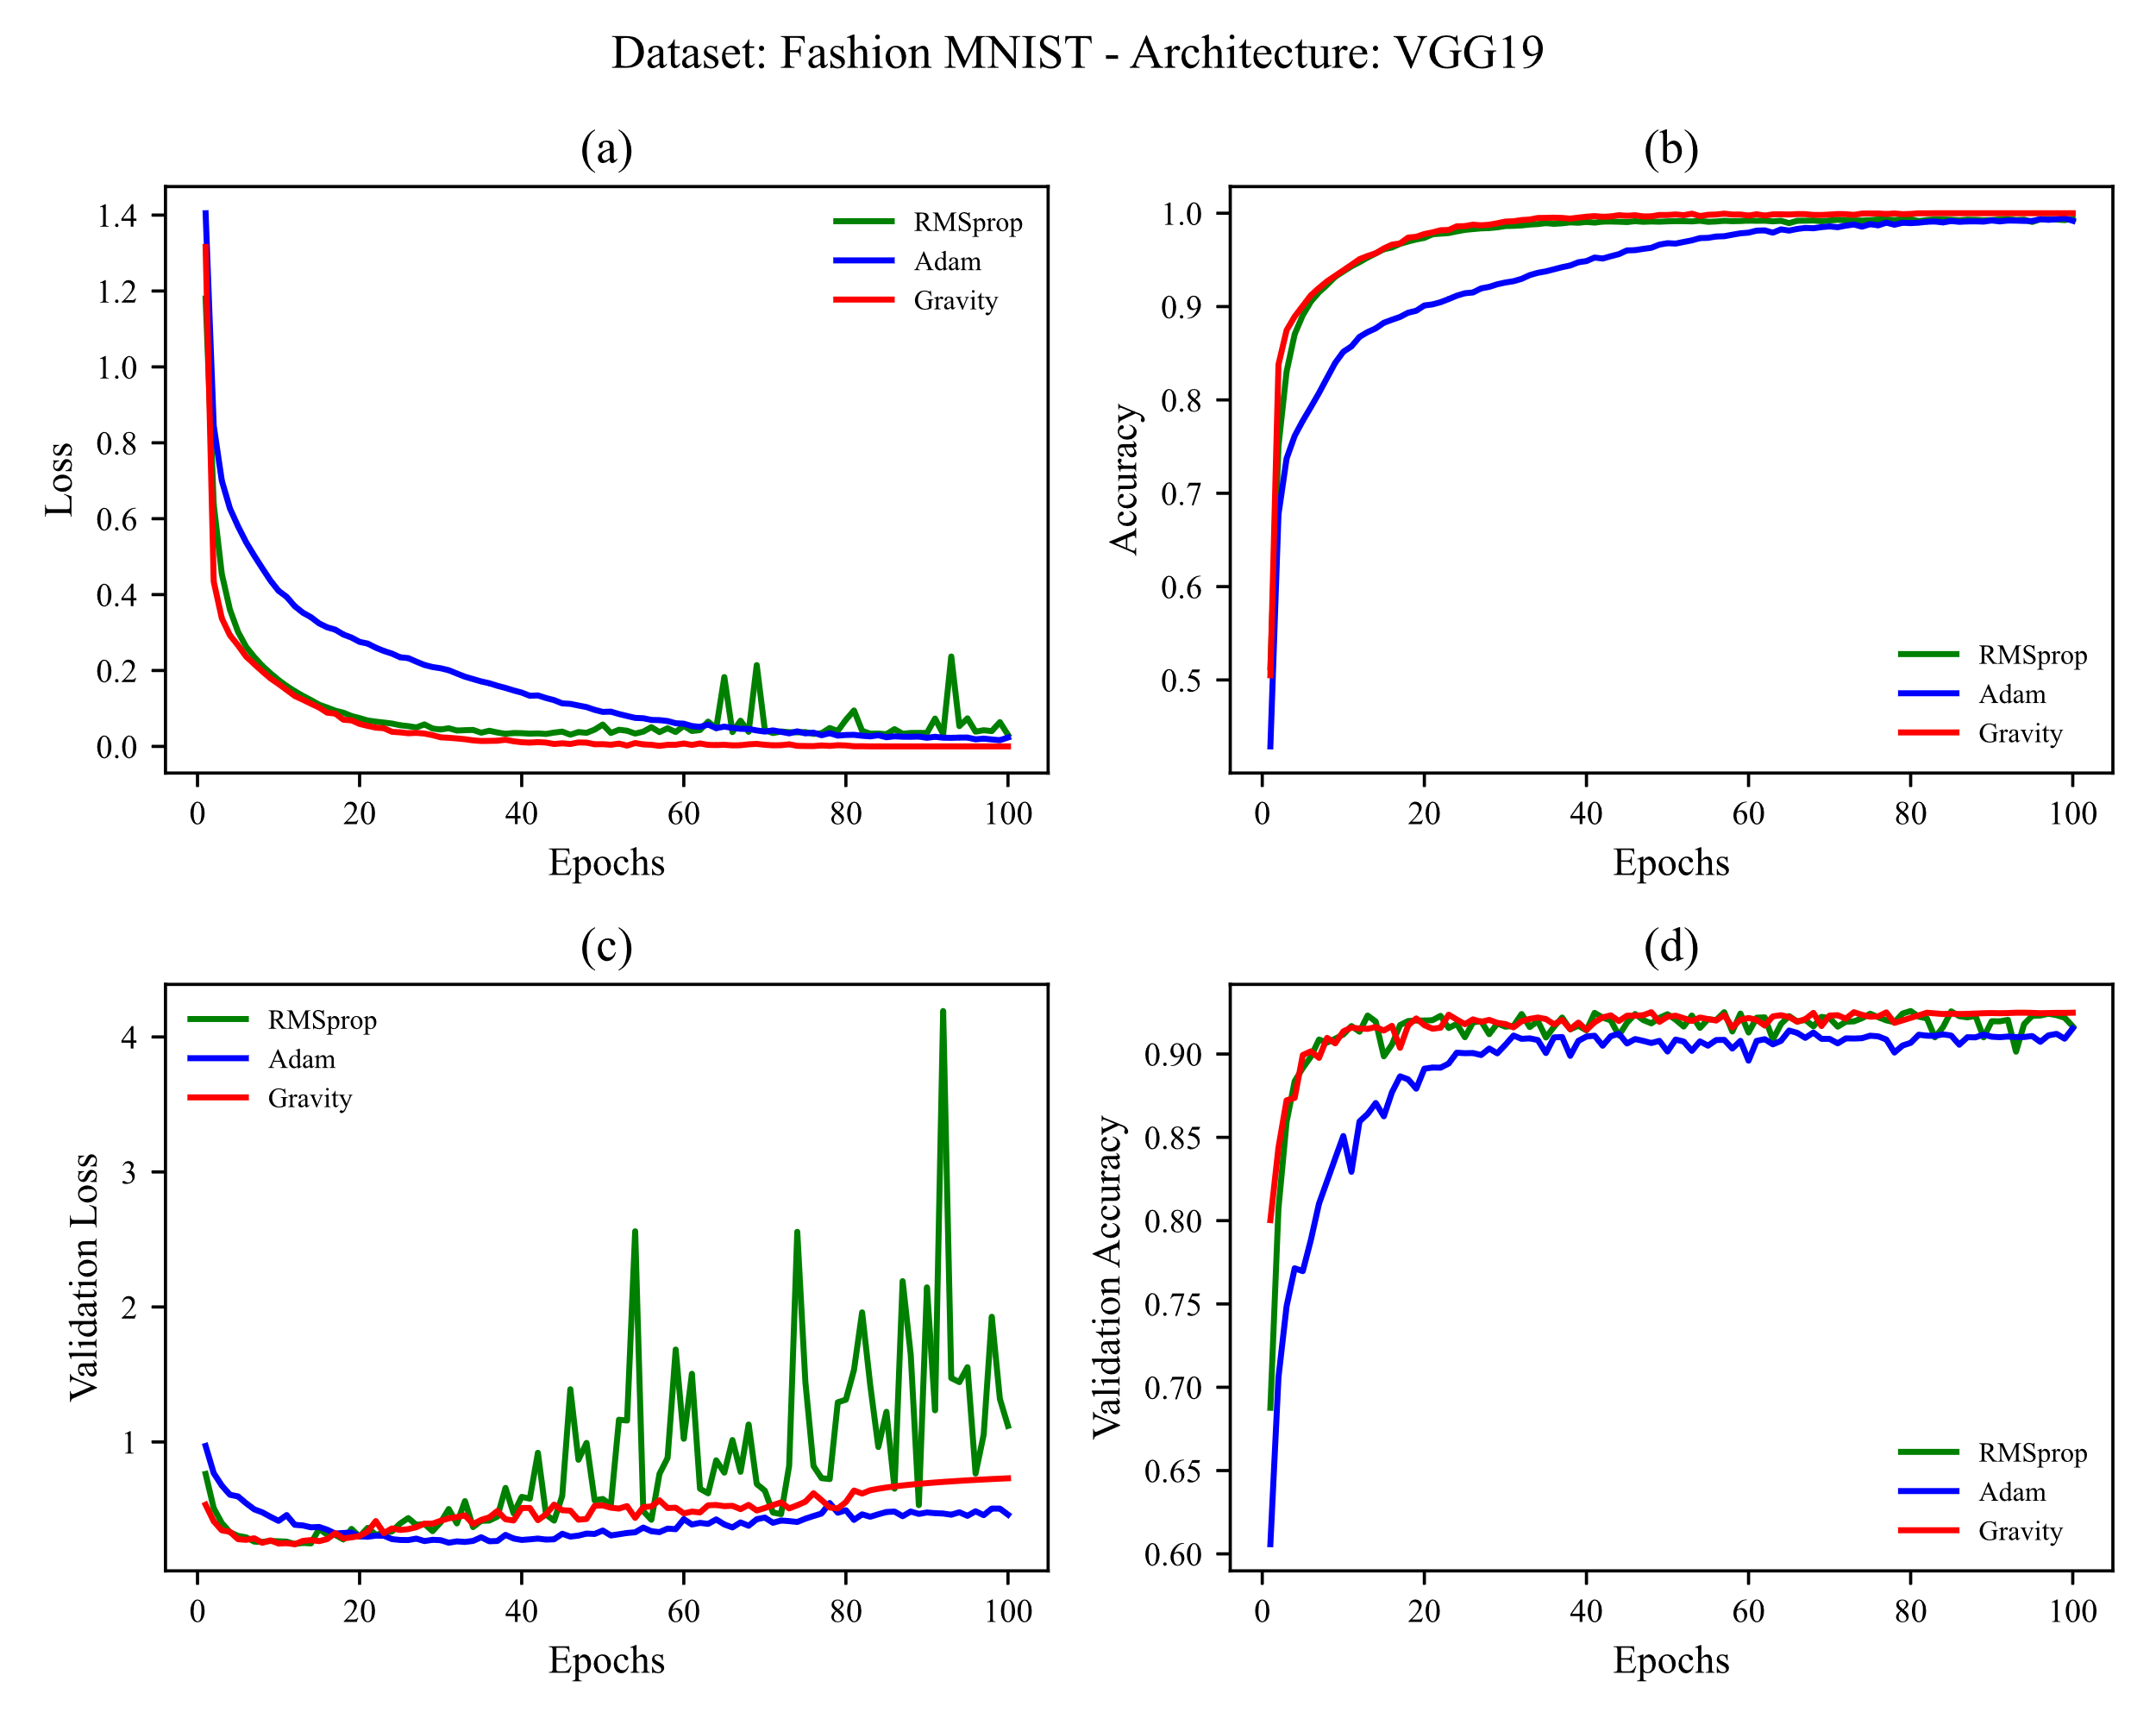 Dataset: Fashion MNIST - Architecture: VGG19
(a)
1.4
1.2
1.0
0.8
0.6
0.4
0.2
0.0
Loss
RMSprop
Adam
Gravity
0 20 40 60 80 100
Epochs
(b)
1.0
0.9
0.8
0.7
0.6
0.5
Accuracy
RMSprop
Adam
Gravity
0 20 40 60 80 100
Epochs
(c)
4
3
2
1
Validation Loss
RMSprop
Adam
Gravity
0 20 40 60 80 100
Epochs
(d)
0.90
0.85
0.80
0.75
0.70
0.65
0.60
Validation Accuracy
RMSprop
Adam
Gravity
0 20 40 60 80 100
Epochs